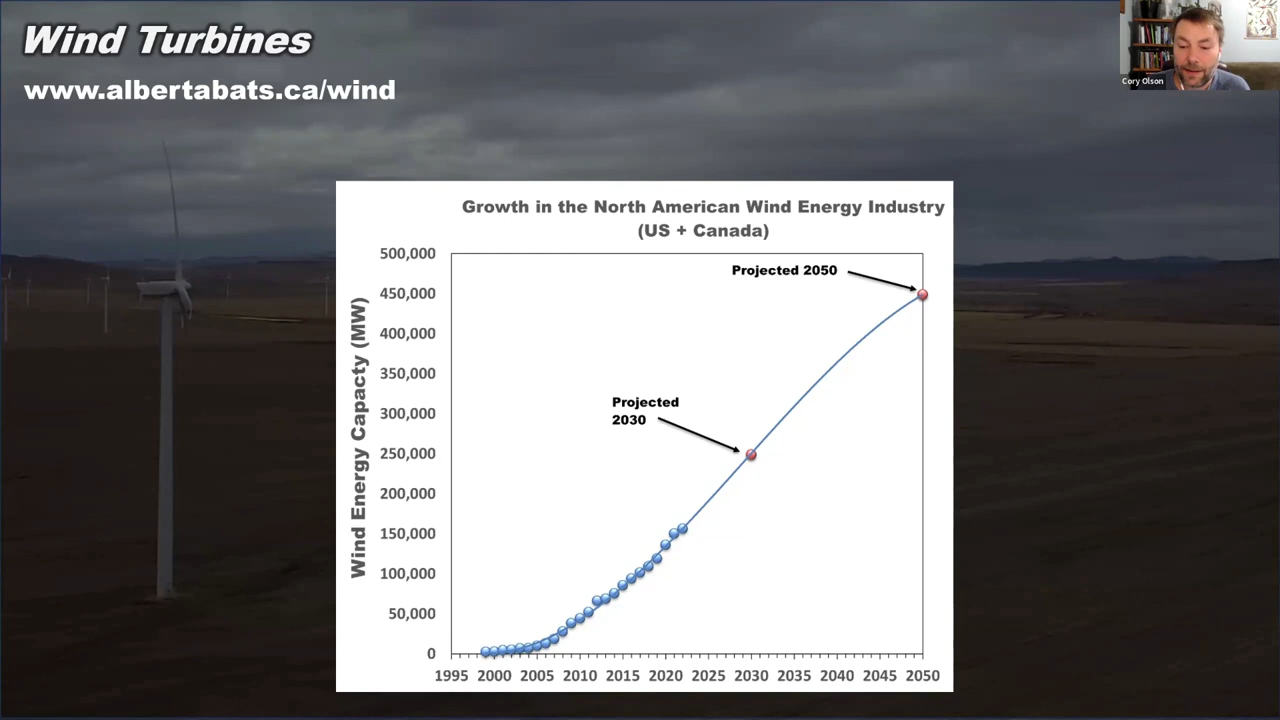 Wind Turbines
www.albertabats.ca/wind
Cory Olson
Growth in the North American Wind Energy Industry
(US + Canada)
Wind Energy Capacty (MW)
500,000
450,000
400,000
350,000
300,000
250,000
200,000
150,000
100,000
50,000
0
Projected 2050
Projected
2030
1995 2000 2005 2010 2015 2020 2025 2030 2035 2040 2045 2050